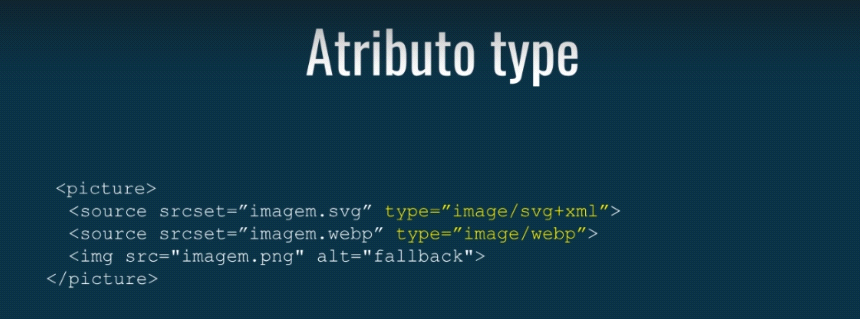 Atributo type
<picture>
<source srcset=”imagem.svg” type=”image/svg+xml”>
<source srcset=”imagem.webp” type=”image/webp”>
<img src="imagem.png" alt="fallback">
</picture>